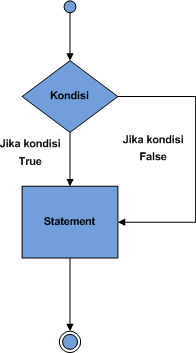 Kondisi
Jika kondisi
True
Jika kondisi
False
Statement